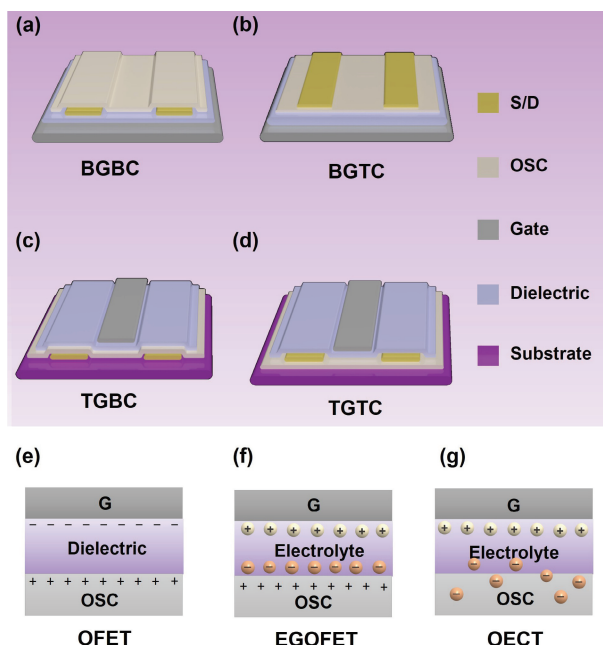 (a)
(b)
S/D
OSC
BGBC
BGTC
Gate
(c)
(d)
Dielectric
Substrate
TGBC
TGTC
(e)
(f)
(g)
G
G
G
− − − − − − −
+ + + + + + +
+ + + + + + +
Dielectric
Electrolyte
Electrolyte
− − − − − − −
+ + + + + + + + +
+ + + + + + + +
OSC
OSC
OSC
− − − − − −
OFET
EGOFET
OECT